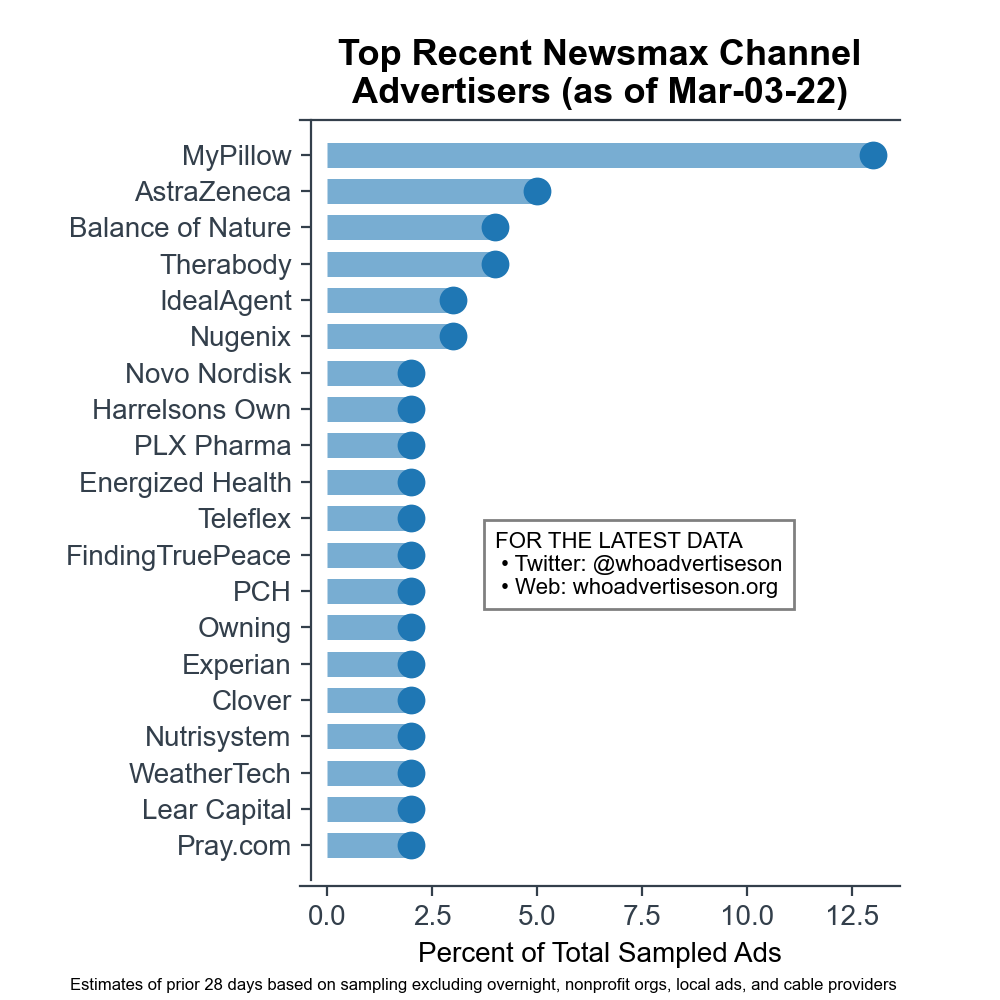 Top Recent Newsmax Channel
Advertisers (as of Mar-03-22)
MyPillow
AstraZeneca
Balance of Nature
Therabody
IdealAgent
Nugenix
Novo Nordisk
Harrelsons Own
PLX Pharma
Energized Health
Teleflex
FindingTruePeace
PCH
Owning
Experian
Clover
Nutrisystem
WeatherTech
Lear Capital
Pray.com
FOR THE LATEST DATA
• Twitter: @whoadvertiseson
• Web: whoadvertiseson.org
0.0 2.5 5.0 7.5 10.0 12.5
Percent of Total Sampled Ads
Estimates of prior 28 days based on sampling excluding overnight, nonprofit orgs, local ads, and cable providers